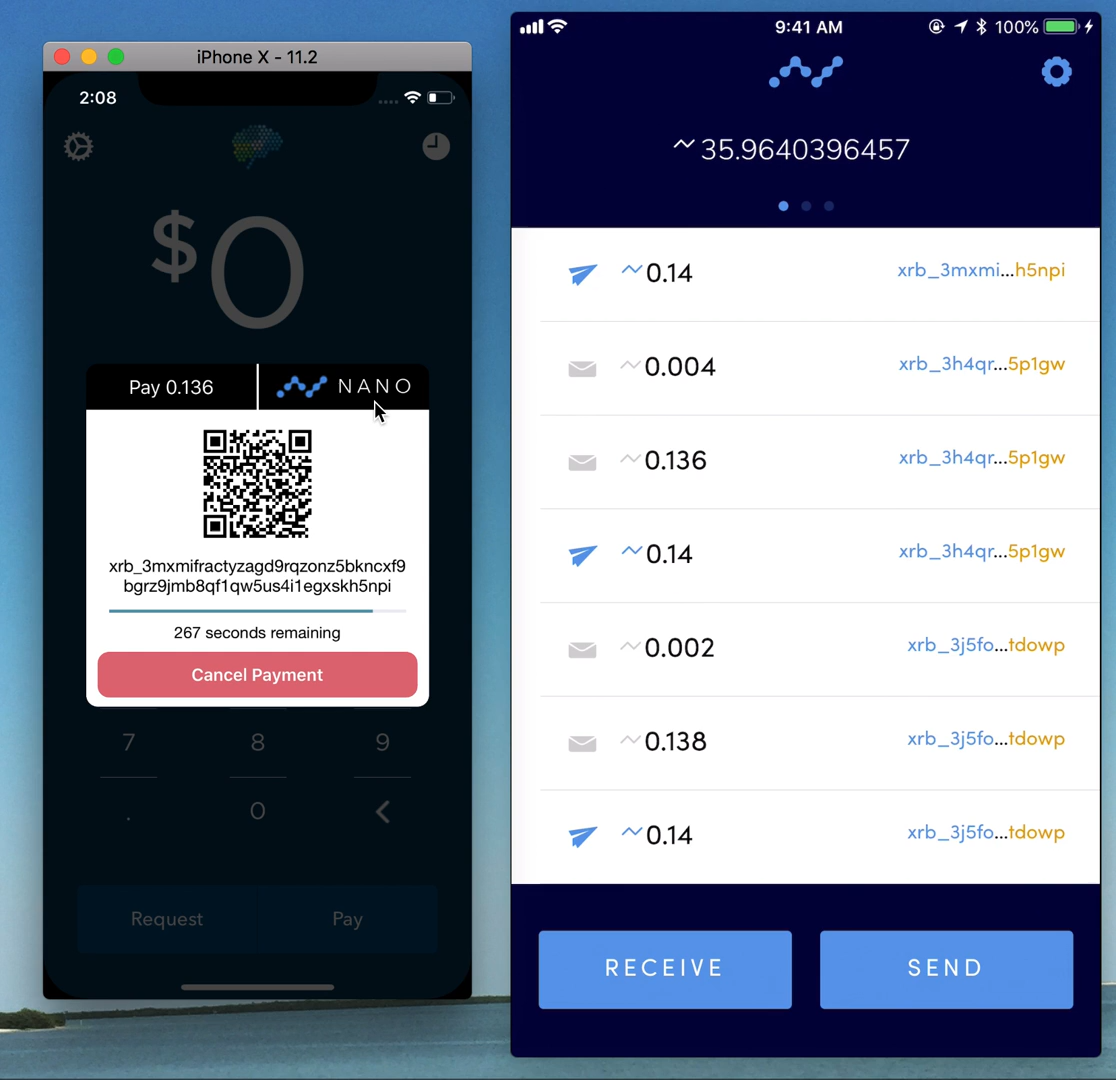 iPhone X - 11.2
2:08
$0
Pay 0.136
NANO
xrb_3mxmifractyzagd9rqzonz5bkncxf9
bgrz9jmb8qf1qw5us4i1egxskh5npi
267 seconds remaining
Cancel Payment
7 8 9
. 0
Request Pay
9:41 AM 100%
35.9640396457
0.14 xrb_3mxmi...h5npi
0.004 xrb_3h4qr...5p1gw
0.136 xrb_3h4qr...5p1gw
0.14 xrb_3h4qr...5p1gw
0.002 xrb_3j5fo...tdowp
0.138 xrb_3j5fo...tdowp
0.14 xrb_3j5fo...tdowp
RECEIVE SEND